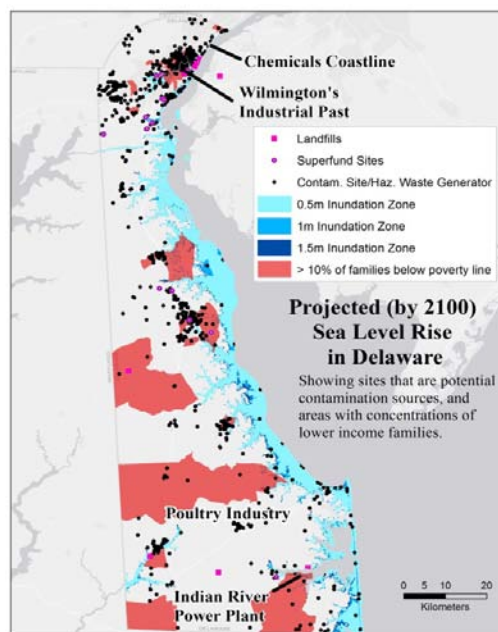 Chemicals Coastline
Wilmington's
Industrial Past
Landfills
Superfund Sites
Contam. Site/Haz. Waste Generator
0.5m Inundation Zone
1m Inundation Zone
1.5m Inundation Zone
> 10% of families below poverty line
Projected (by 2100)
Sea Level Rise
in Delaware
Showing sites that are potential
contamination sources, and
areas with concentrations of
lower income families.
Poultry Industry
Indian River
Power Plant
0 5 10 20
Kilometers